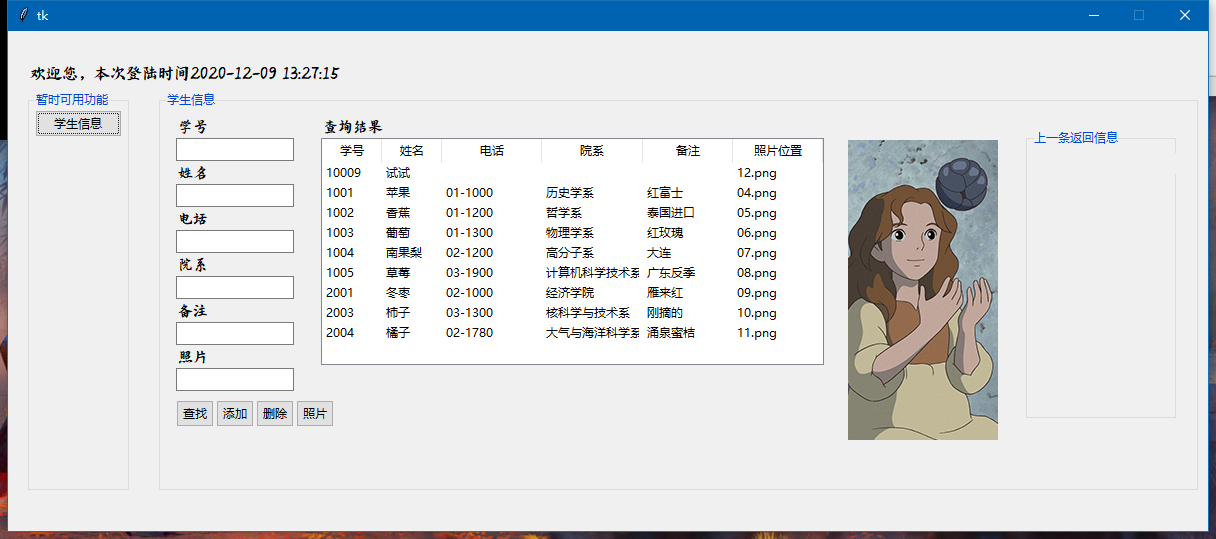 tk
欢迎您，本次登陆时间2020-12-09 13:27:15
暂时可用功能
学生信息
学生信息
学号
姓名
电话
院系
备注
照片
查找 添加 删除 照片
查询结果
学号 姓名 电话 院系 备注 照片位置
10009 试试 12.png
1001 苹果 01-1000 历史学系 红富士 04.png
1002 香蕉 01-1200 哲学系 泰国进口 05.png
1003 葡萄 01-1300 物理学系 红玫瑰 06.png
1004 南果梨 02-1200 高分子系 大连 07.png
1005 草莓 03-1900 计算机科学技术系 广东反季 08.png
2001 冬枣 02-1000 经济学院 雁来红 09.png
2003 柿子 03-1300 核科学与技术系 刚摘的 10.png
2004 橘子 02-1780 大气与海洋科学系 涌泉蜜桔 11.png
上一条返回信息